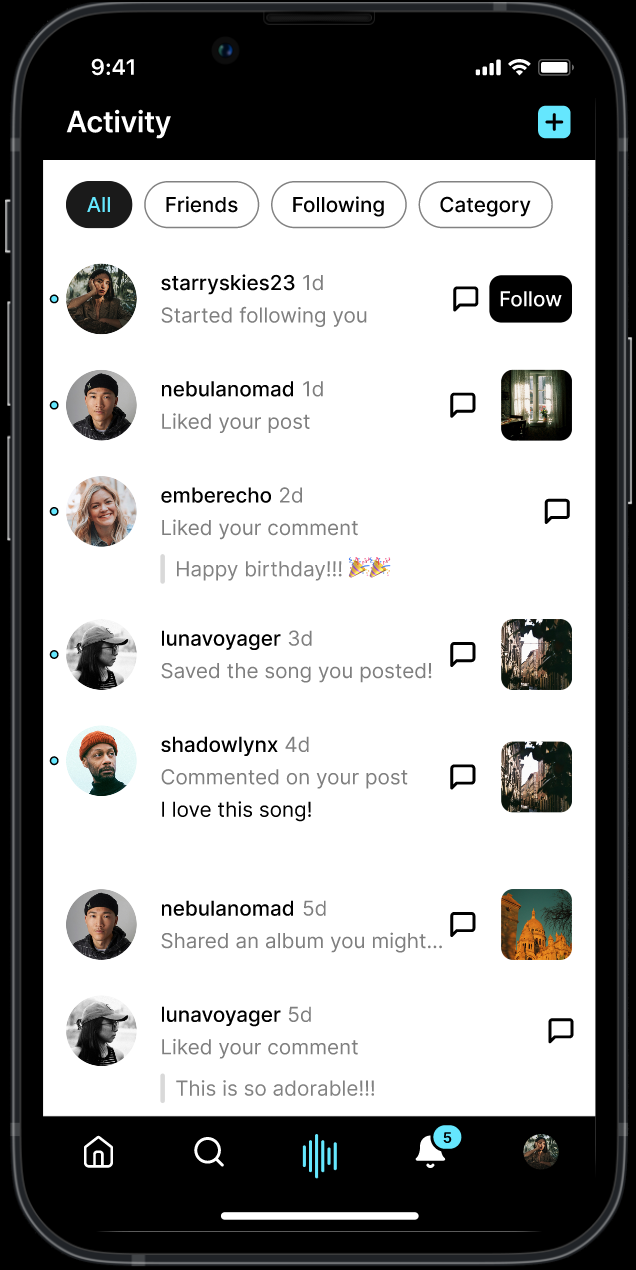 9:41
Activity
All Friends Following Category
starryskies23 1d
Started following you
Follow
nebulanomad 1d
Liked your post
emberecho 2d
Liked your comment
Happy birthday!!! 🎉🎉
lunavoyager 3d
Saved the song you posted!
shadowlynx 4d
Commented on your post
I love this song!
nebulanomad 5d
Shared an album you might...
lunavoyager 5d
Liked your comment
This is so adorable!!!
5